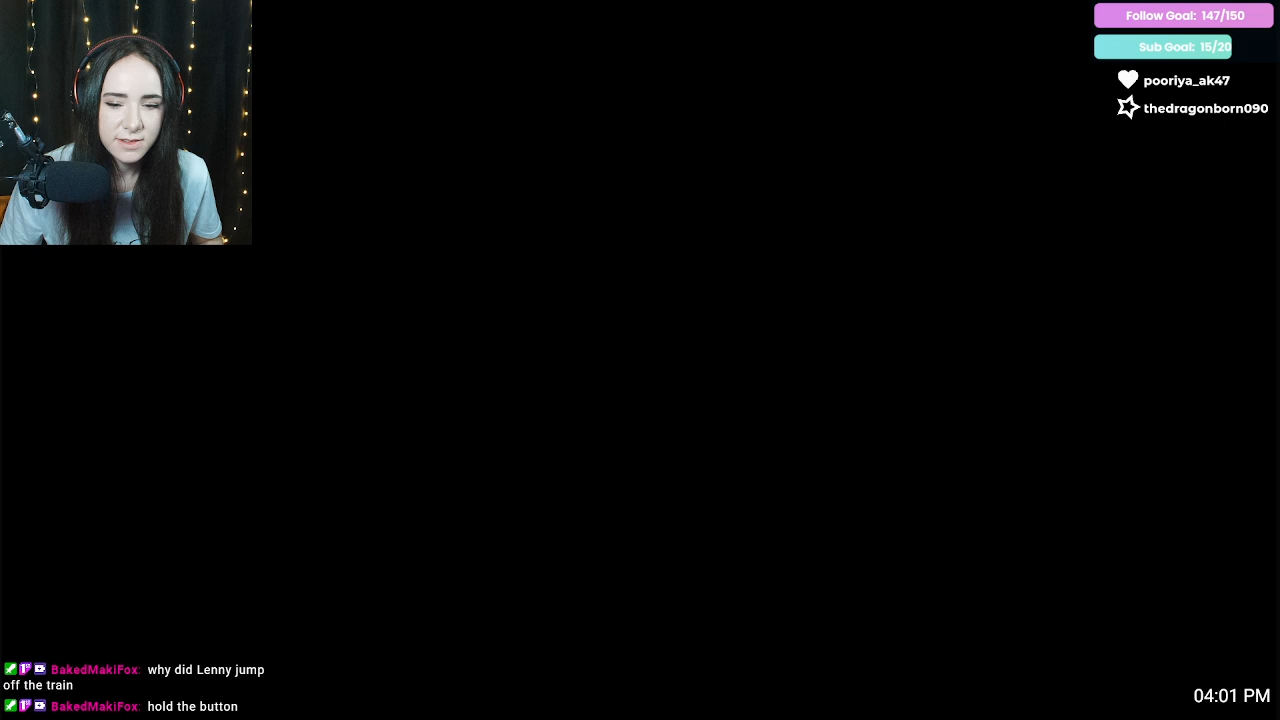 Follow Goal: 147/150
Sub Goal: 15/20
pooriya_ak47
thedragonborn090
BakedMakiFox: why did Lenny jump
off the train
BakedMakiFox: hold the button
04:01 PM